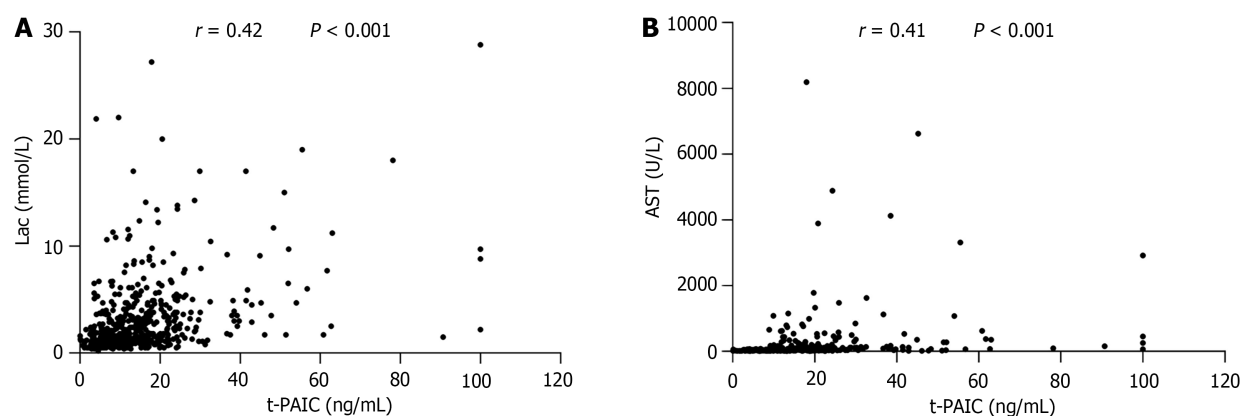 A
r = 0.42 P < 0.001
30
20
10
0
Lac (mmol/L)
0 20 40 60 80 100 120
t-PAIC (ng/mL)
B
r = 0.41 P < 0.001
10000
8000
6000
4000
2000
0
AST (U/L)
0 20 40 60 80 100 120
t-PAIC (ng/mL)